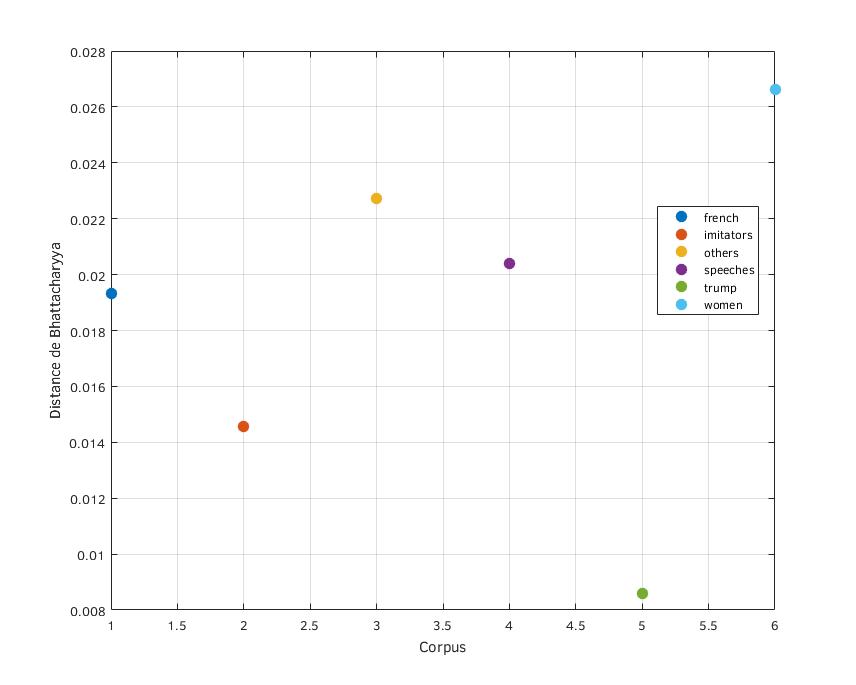 0.028
0.026
0.024
0.022
0.02
0.018
0.016
0.014
0.012
0.01
0.008
Distance de Bhattacharyya
french
imitators
others
speeches
trump
women
1 1.5 2 2.5 3 3.5 4 4.5 5 5.5 6
Corpus